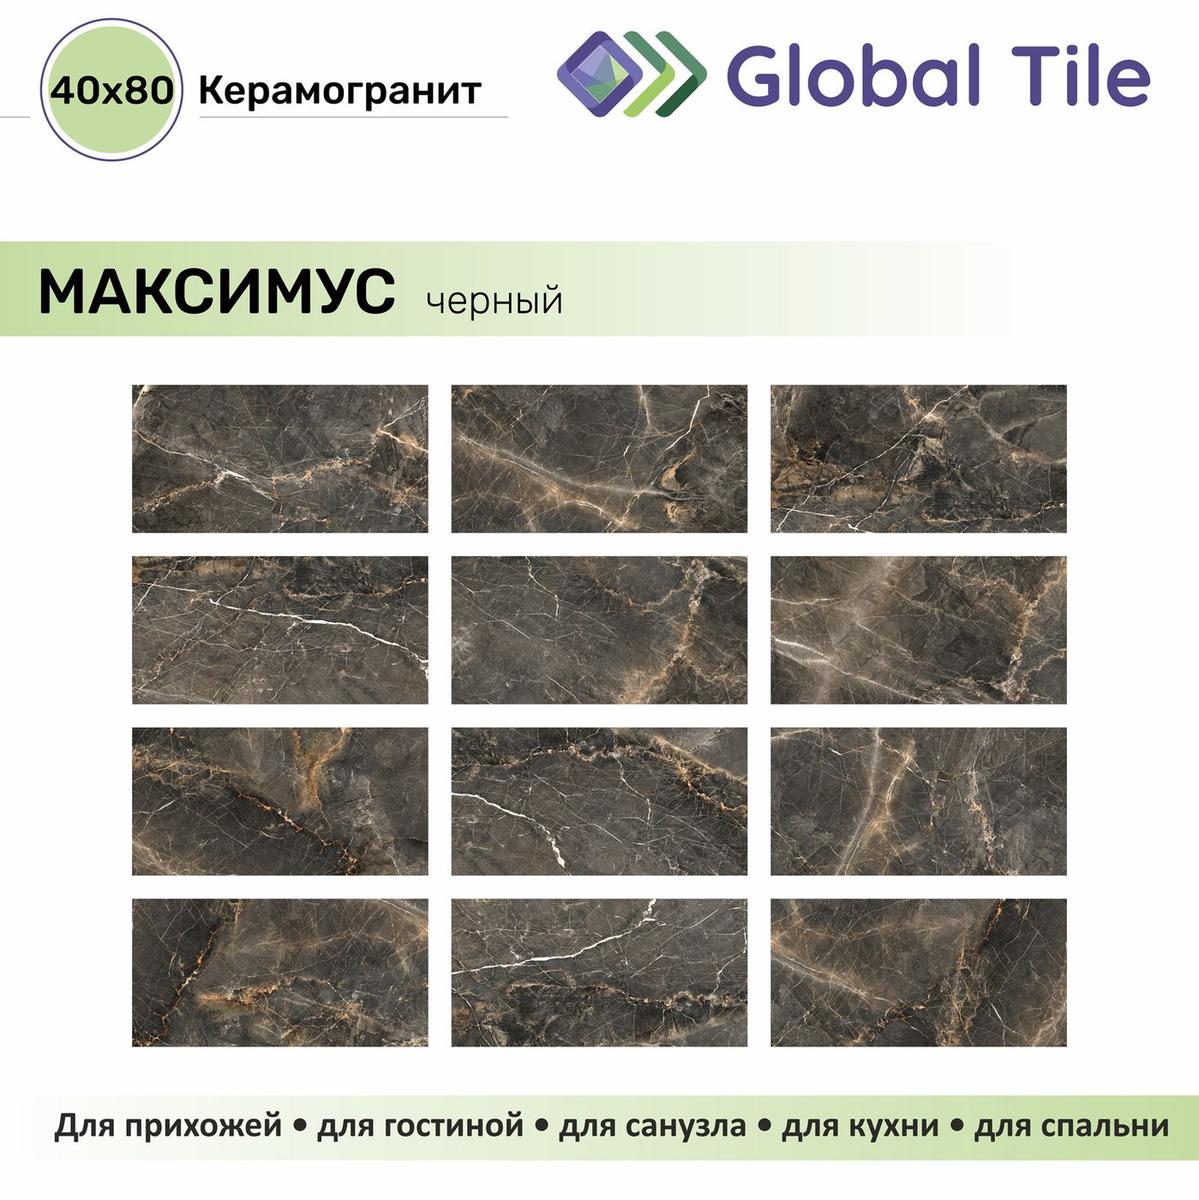 40x80 Керамогранит
Global Tile
МАКСИМУС черный
Для прихожей • для гостиной • для санузла • для кухни • для спальни